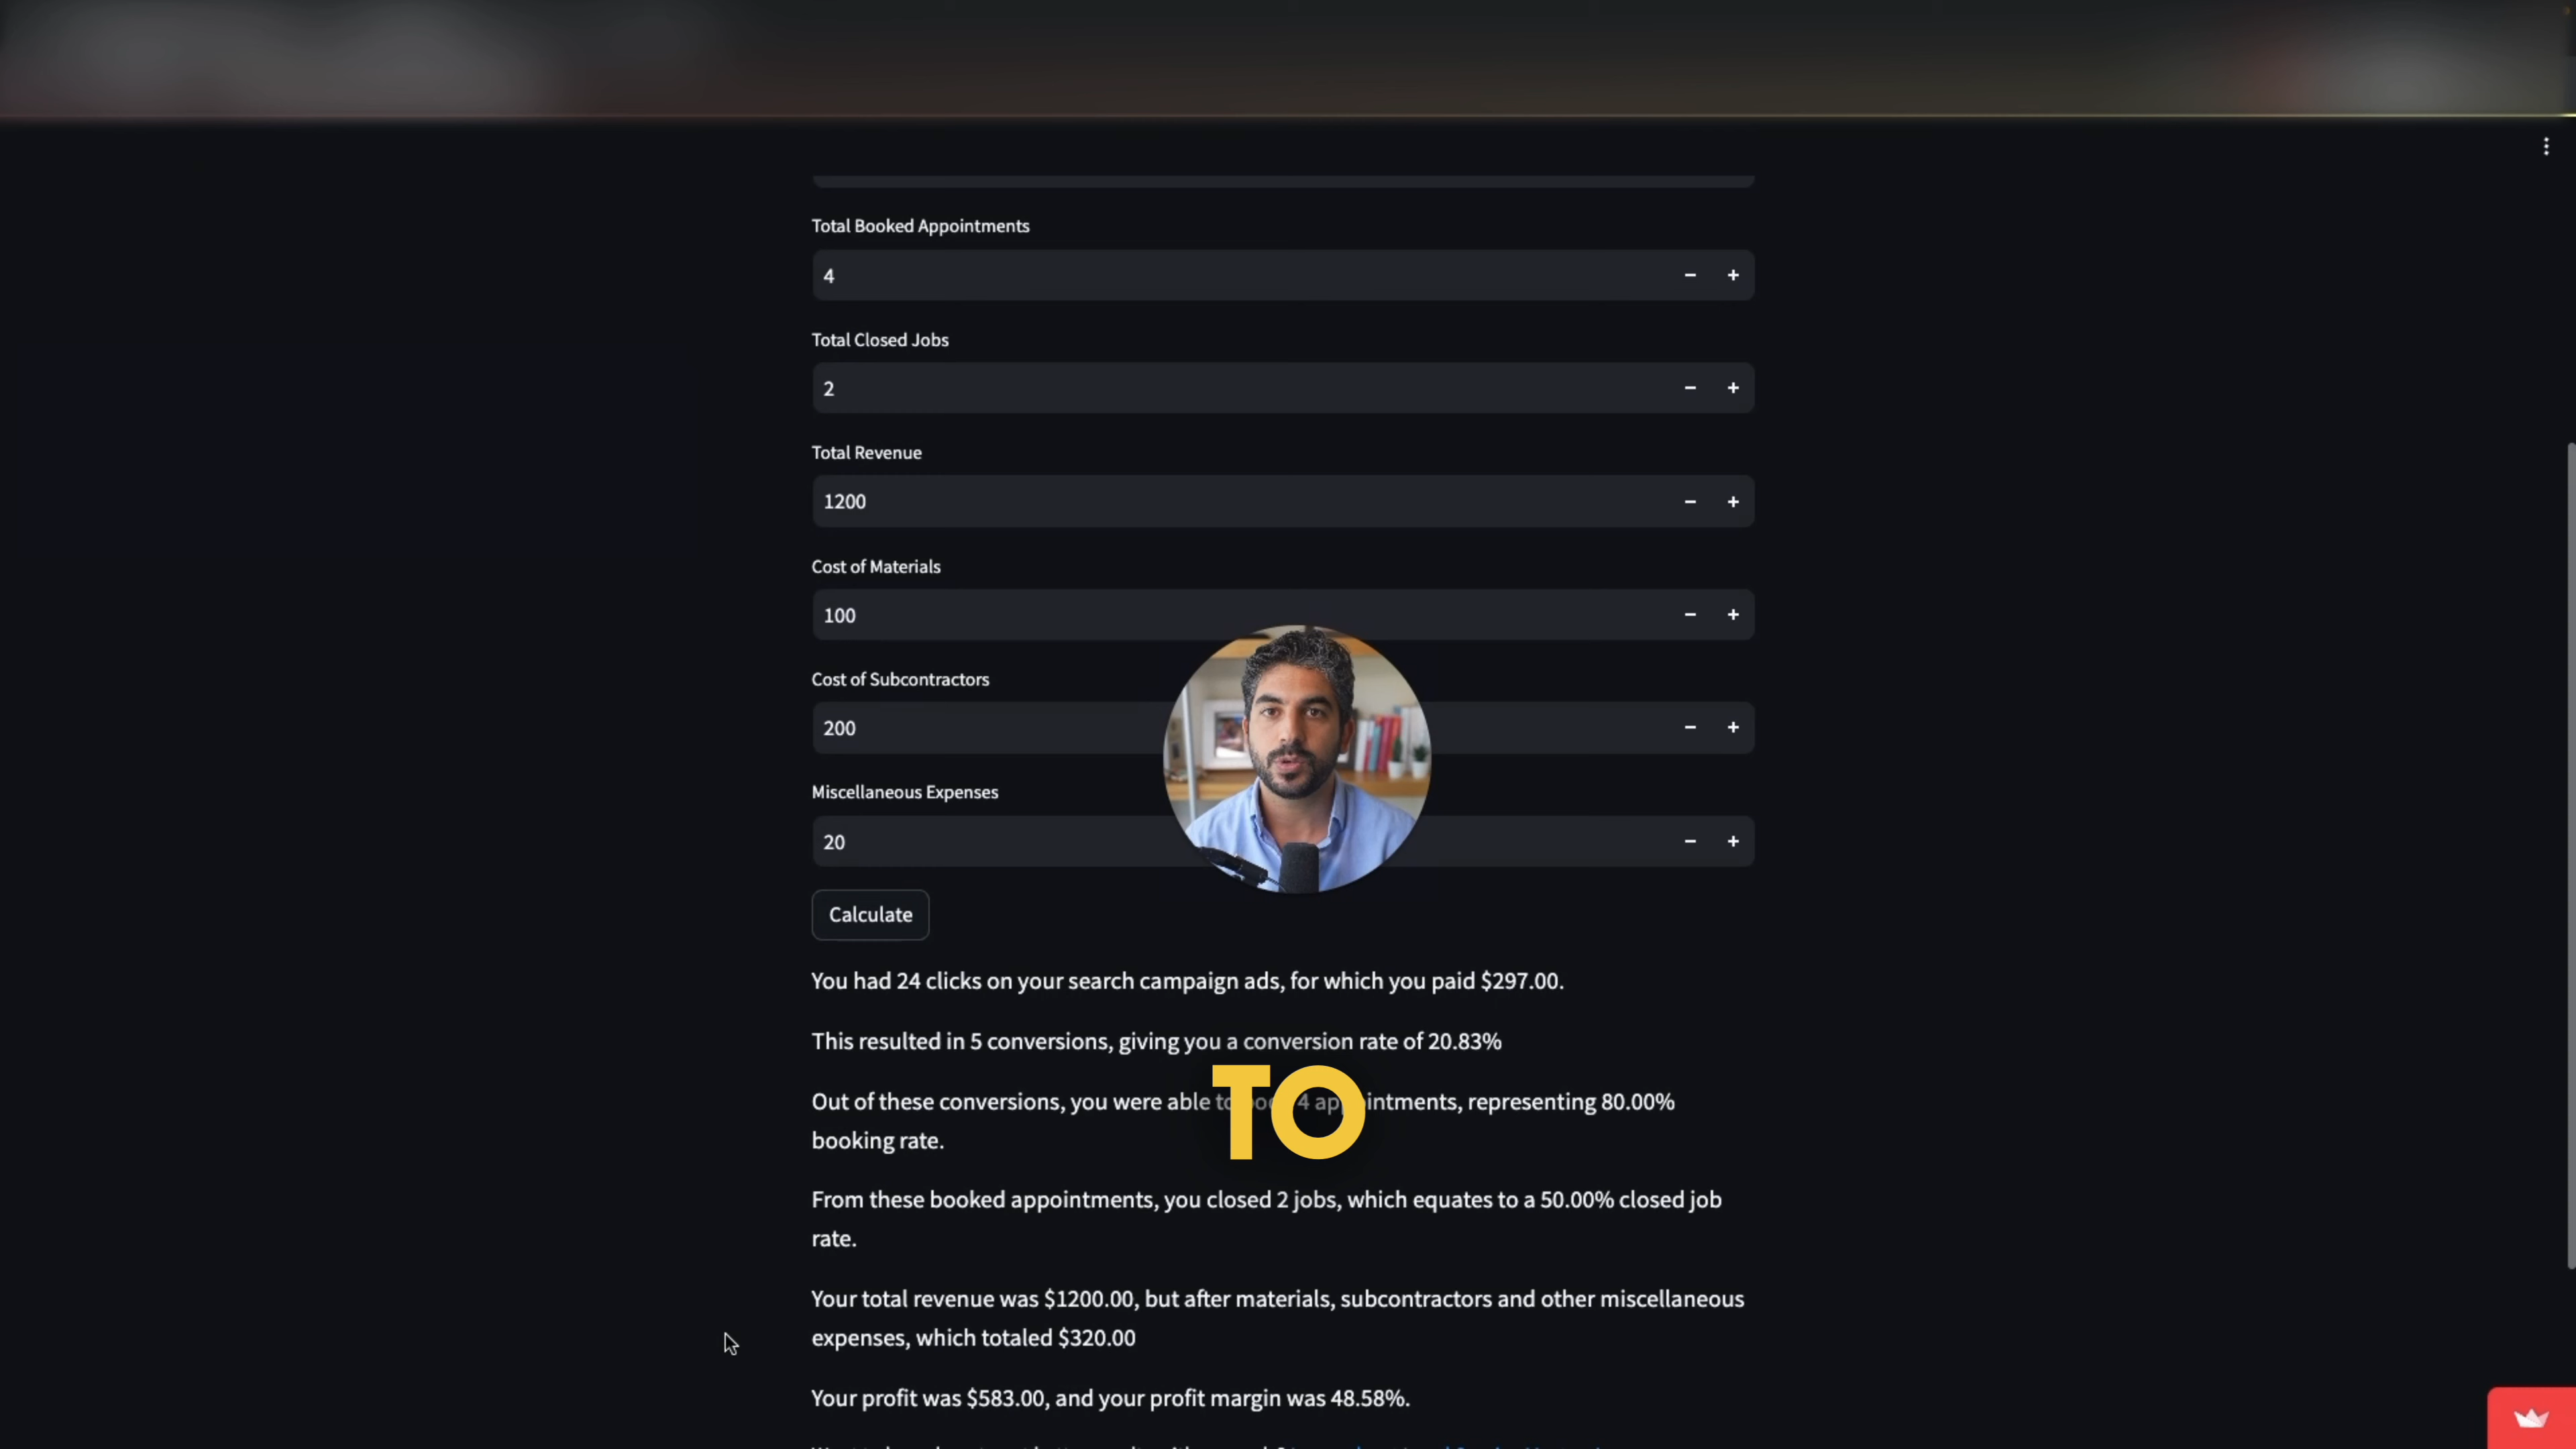 Total Booked Appointments
4
Total Closed Jobs
2
Total Revenue
1200
Cost of Materials
100
Cost of Subcontractors
200
Miscellaneous Expenses
20
Calculate
You had 24 clicks on your search campaign ads, for which you paid $297.00.
This resulted in 5 conversions, giving you a conversion rate of 20.83%
TO
Out of these conversions, you were able to 4 appointments, representing 80.00%
booking rate.
From these booked appointments, you closed 2 jobs, which equates to a 50.00% closed job
rate.
Your total revenue was $1200.00, but after materials, subcontractors and other miscellaneous
expenses, which totaled $320.00
Your profit was $583.00, and your profit margin was 48.58%.